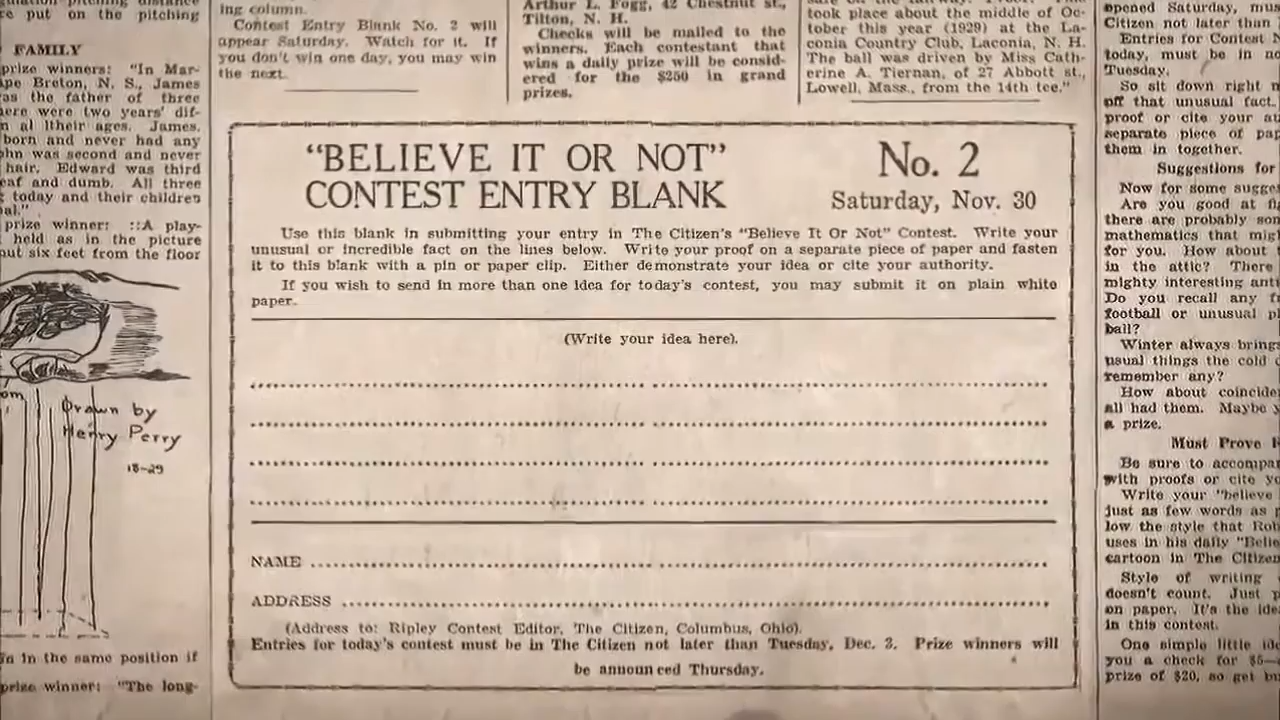 re put on the pitching
FAMILY
prize winners: "In Mar-
Breton, N. S., James
as the father of three
were two years' dif-
in al ltheir ages. James,
born and never had any
was second and never
hair. Edward was third
and dumb. All three
today and their children
prize winner: ::A play-
held as in the picture
out six feet from the floor
Drawn by
Henry Perry
in the same position if
prize winner: "The long-
ing column.
Contest Entry Blank No. 2 will
appear Saturday. Watch for it. If
you don't win one day, you may win
the next.
Arthur L. Fogg, 42 Chestnut st.,
Tilton, N. H.
Checks will be mailed to the
winners. Each contestant that
wins a daily prize will be consid-
ered for the $250 in grand
prizes.
took place about the middle of Oc-
tober this year (1929) at the La-
conia Country Club, Laconia, N. H.
The ball was driven by Miss Cath-
erine A. Tiernan, of 27 Abbott st.,
Lowell, Mass., from the 14th tee."
"BELIEVE IT OR NOT"
CONTEST ENTRY BLANK
No. 2
Saturday, Nov. 30
Use this blank in submitting your entry in The Citizen's "Believe It Or Not" Contest. Write your
unusual or incredible fact on the lines below. Write your proof on a separate piece of paper and fasten
it to this blank with a pin or paper clip. Either demonstrate your idea or cite your authority.
If you wish to send in more than one idea for today's contest, you may submit it on plain white
paper.
(Write your idea here).
NAME
ADDRESS
(Address to: Ripley Contest Editor, The Citizen, Columbus, Ohio).
Entries for today's contest must be in The Citizen not later than Tuesday, Dec. 3. Prize winners will
be announced Thursday.
opened Saturday, mus
Citizen not later than
Entries for Contest N
today, must be in
Tuesday.
So sit down right
off that unusual fact.
proof or cite your au
separate piece of pap
them in together.
Suggestions for
Now for some sugges
Are you good at
there are probably som
mathematics that mig
for you. How about
in the attic? There
mighty interesting anti
Do you recall any
football or unusual pl
ball?
Winter always brings
usual things the cold
remember any?
How about coincide
all had them. Maybe
a prize.
Must Prove
Be sure to accompa
with proofs or cite yo
Write your "believe
just as few words as
low the style that Rob
uses in his daily "Belie
cartoon in The Citizen
Style of writing
doesn't count. Just p
on paper. It's the ide
in this contest.
One simple little ide
you a check for $5—
prize of $20, so get bu